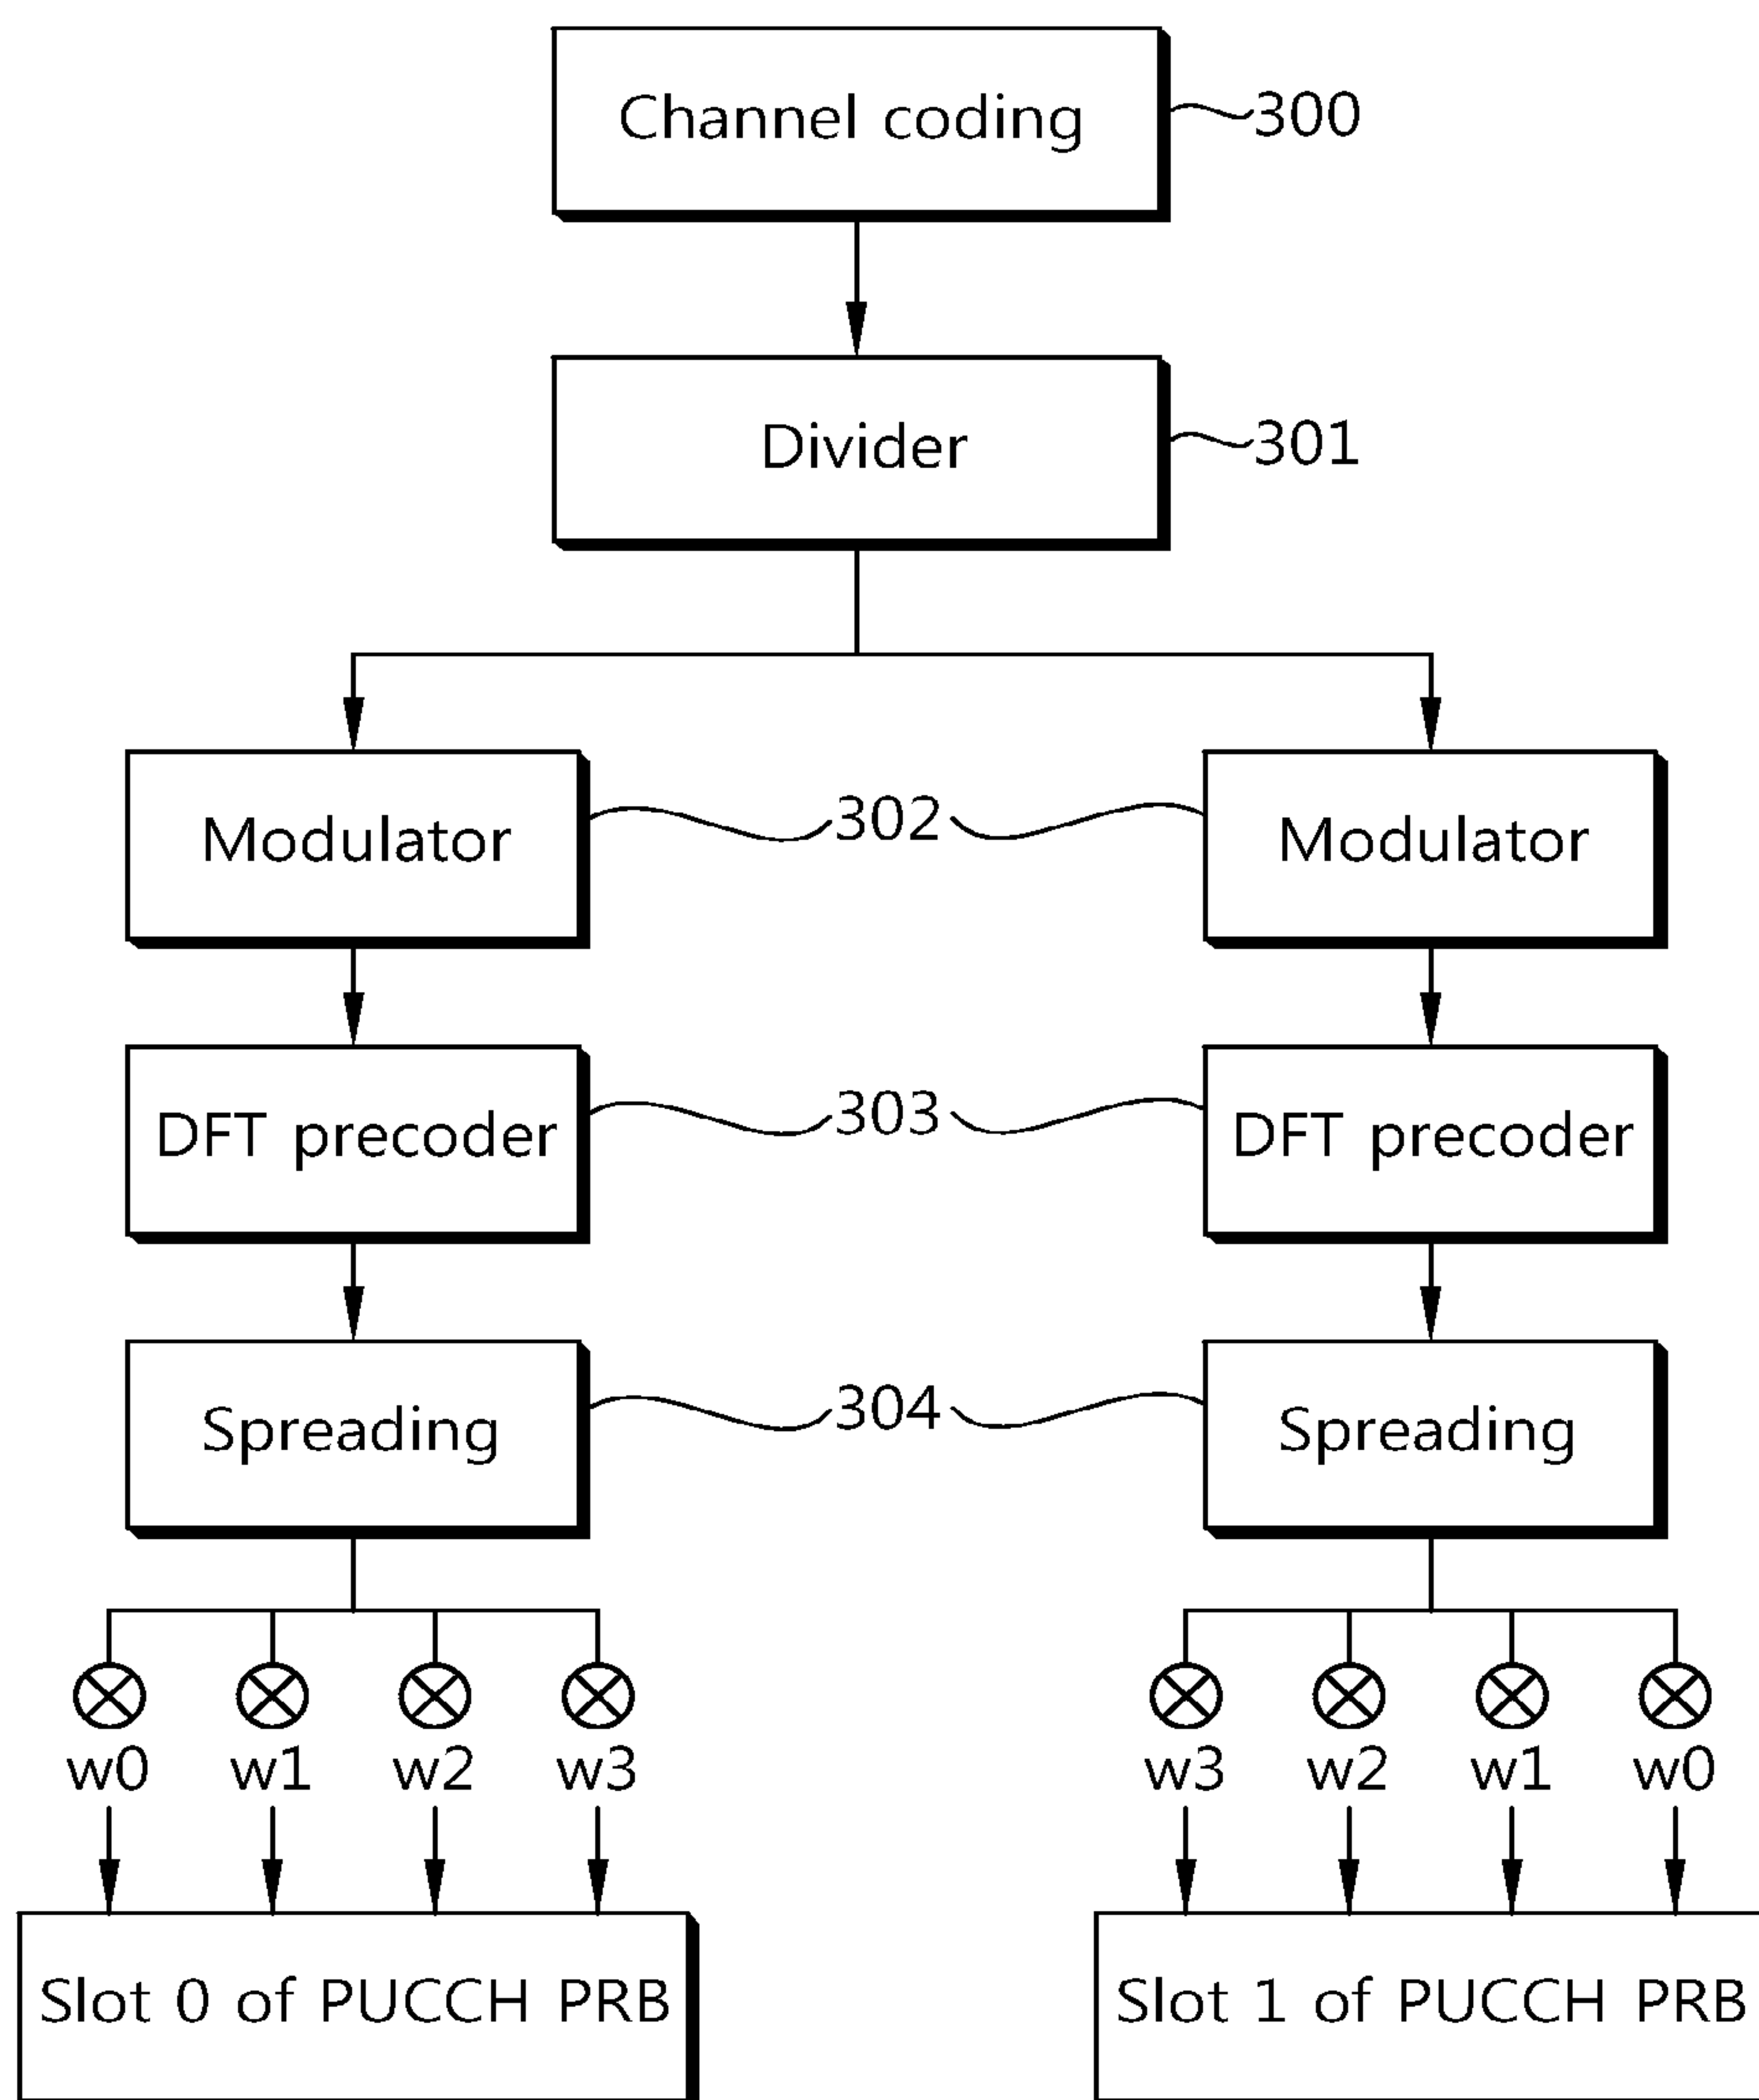 Channel coding 300
Divider 301
Modulator 302 Modulator
DFT precoder 303 DFT precoder
Spreading 304 Spreading
w0 w1 w2 w3 w3 w2 w1 w0
Slot 0 of PUCCH PRB Slot 1 of PUCCH PRB